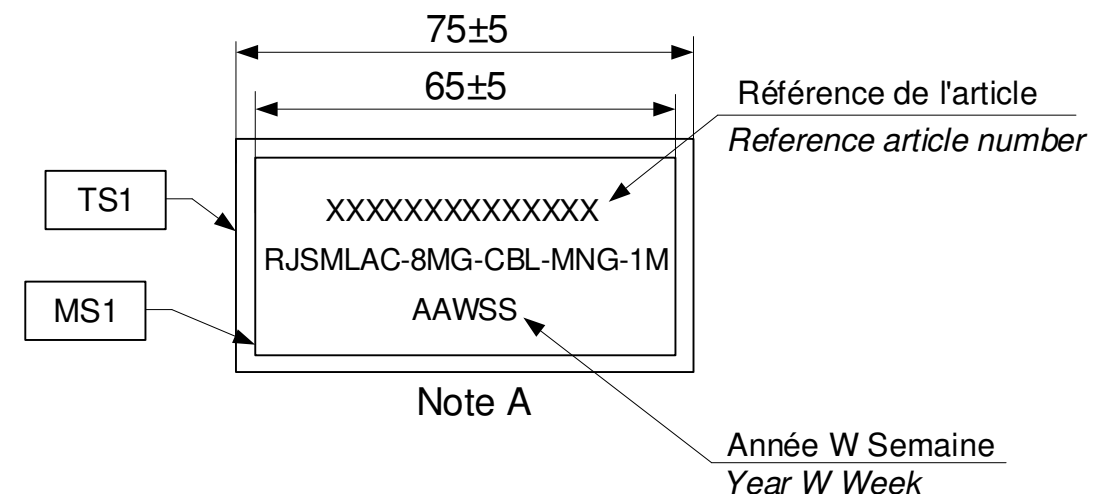 75±5
65±5
Référence de l'article
Reference article number
TS1
XXXXXXXXXXXXXX
RJSMLAC-8MG-CBL-MNG-1M
MS1
AAWSS
Note A
Année W Semaine
Year W Week